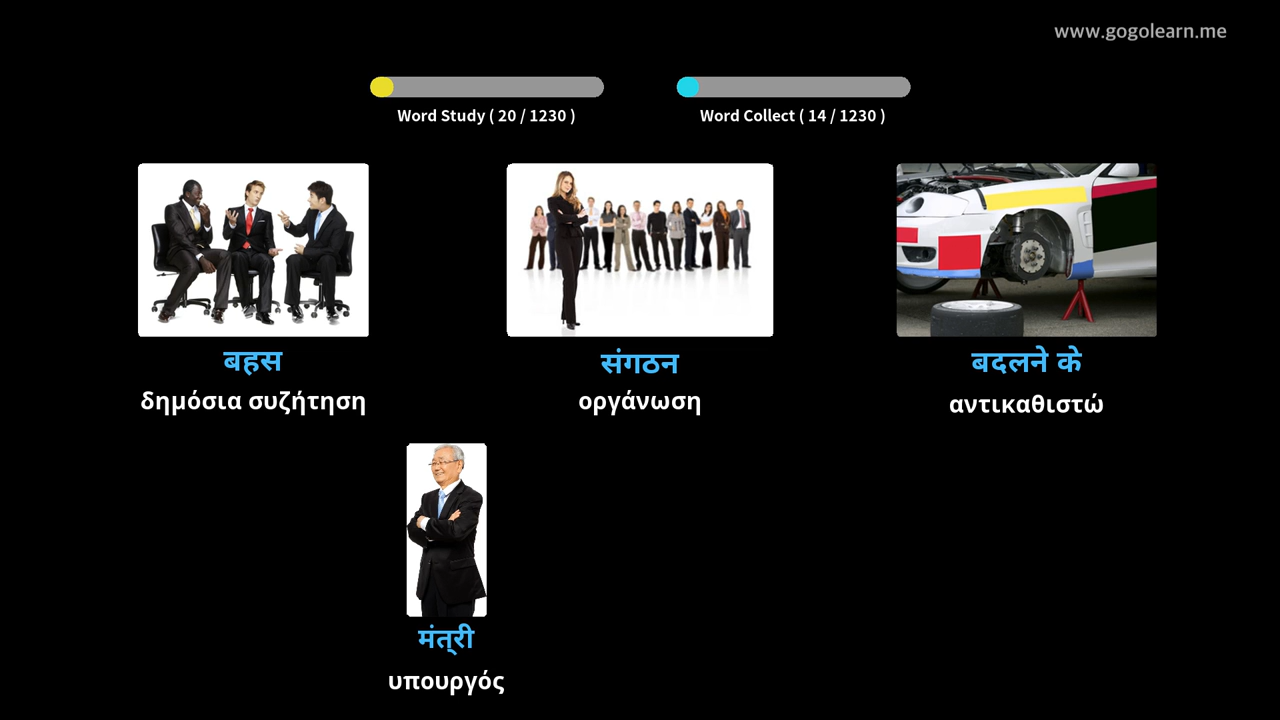 www.gogolearn.me
Word Study ( 20 / 1230 )
Word Collect ( 14 / 1230 )
बहस
संगठन
बदलने के
δημόσια συζήτηση
οργάνωση
αντικαθιστώ
मंत्री
υπουργός